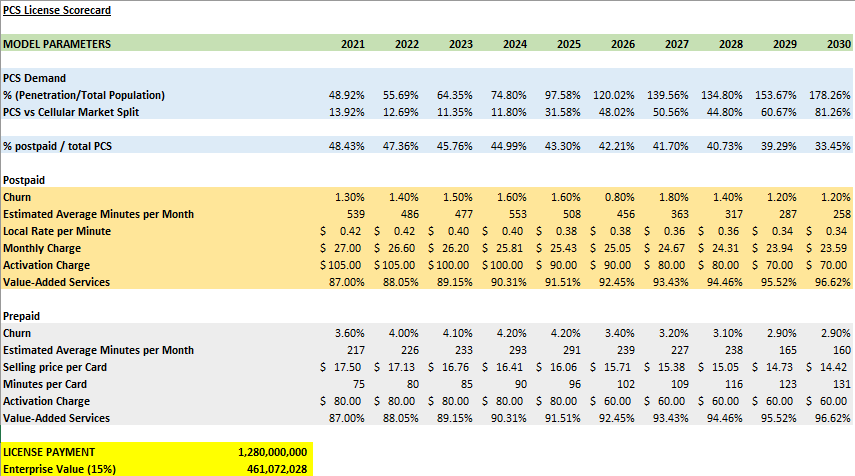 PCS License Scorecard
MODEL PARAMETERS 2021 2022 2023 2024 2025 2026 2027 2028 2029 2030
PCS Demand
% (Penetration/Total Population) 48.92% 55.69% 64.35% 74.80% 97.58% 120.02% 139.56% 134.80% 153.67% 178.26%
PCS vs Cellular Market Split 13.92% 12.69% 11.35% 11.80% 31.58% 48.02% 50.56% 44.80% 60.67% 81.26%
% postpaid / total PCS 48.43% 47.36% 45.76% 44.99% 43.30% 42.21% 41.70% 40.73% 39.29% 33.45%
Postpaid
Churn 1.30% 1.40% 1.50% 1.60% 1.60% 0.80% 1.80% 1.40% 1.20% 1.20%
Estimated Average Minutes per Month 539 486 477 553 508 456 363 317 287 258
Local Rate per Minute $ 0.42 $ 0.42 $ 0.40 $ 0.40 $ 0.38 $ 0.38 $ 0.36 $ 0.36 $ 0.34 $ 0.34
Monthly Charge $ 27.00 $ 26.60 $ 26.20 $ 25.81 $ 25.43 $ 25.05 $ 24.67 $ 24.31 $ 23.94 $ 23.59
Activation Charge $105.00 $105.00 $100.00 $100.00 $ 90.00 $ 90.00 $ 80.00 $ 80.00 $ 70.00 $ 70.00
Value-Added Services 87.00% 88.05% 89.15% 90.31% 91.51% 92.45% 93.43% 94.46% 95.52% 96.62%
Prepaid
Churn 3.60% 4.00% 4.10% 4.20% 4.20% 3.40% 3.20% 3.10% 2.90% 2.90%
Estimated Average Minutes per Month 217 226 233 293 291 239 227 238 165 160
Selling price per Card $ 17.50 $ 17.13 $ 16.76 $ 16.41 $ 16.06 $ 15.71 $ 15.38 $ 15.05 $ 14.73 $ 14.42
Minutes per Card 75 80 85 90 96 102 109 116 123 131
Activation Charge $ 80.00 $ 80.00 $ 80.00 $ 80.00 $ 80.00 $ 60.00 $ 60.00 $ 60.00 $ 60.00 $ 60.00
Value-Added Services 87.00% 88.05% 89.15% 90.31% 91.51% 92.45% 93.43% 94.46% 95.52% 96.62%
LICENSE PAYMENT 1,280,000,000
Enterprise Value (15%) 461,072,028